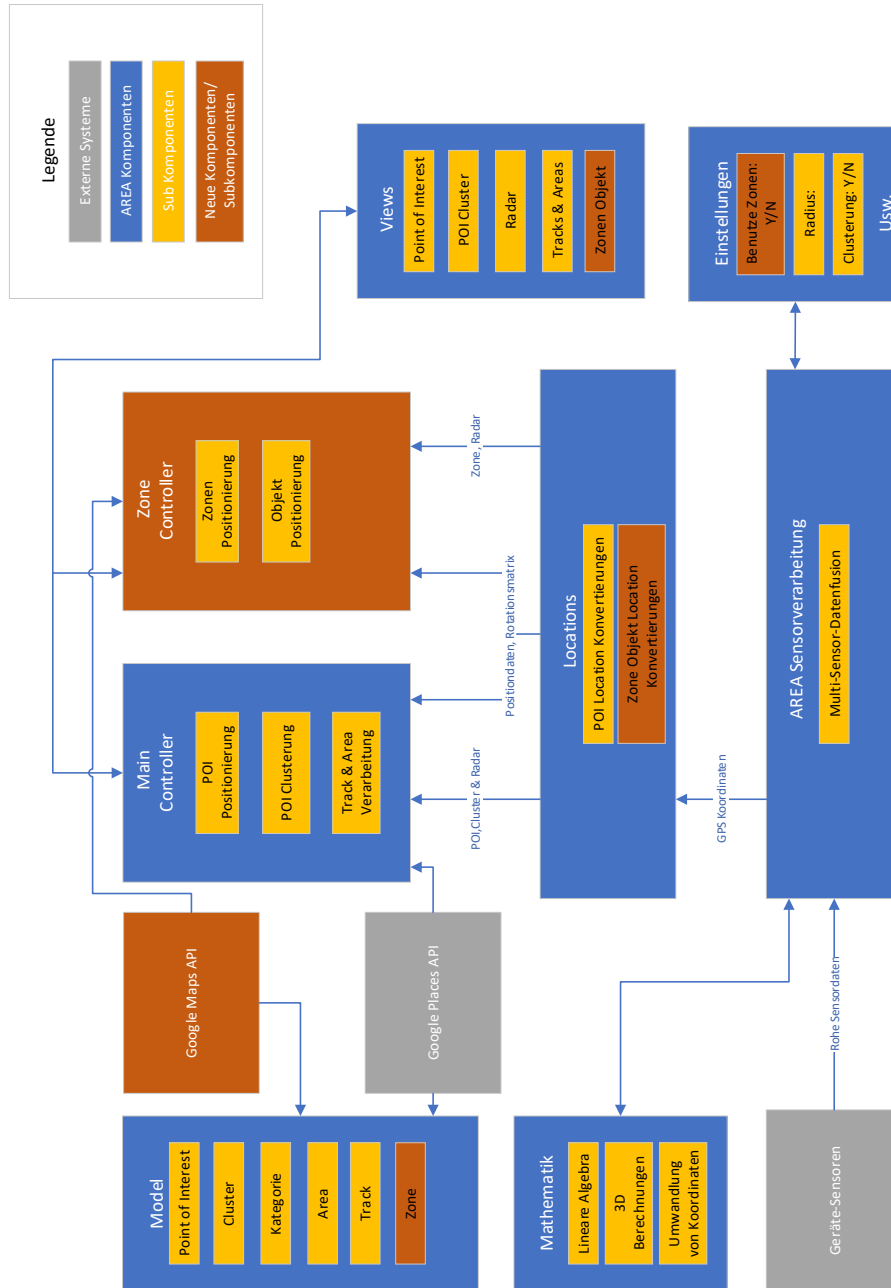 Legende
Externe Systeme
AREA Komponenten
Sub Komponenten
Neue Komponenten/
Subkomponenten
Model
Point of Interest
Cluster
Kategorie
Area
Track
Zone
Google Maps API
Google Places API
Main
Controller
POI
Positionierung
POI Clusterung
Track & Area
Verarbeitung
Zone
Controller
Zonen
Positionierung
Objekt
Positionierung
Views
Point of Interest
POI Cluster
Radar
Tracks & Areas
Zonen Objekt
POI,Cluster & Radar
Positiondaten, Rotationsmatrix
Zone, Radar
Mathematik
Lineare Algebra
3D
Berechnungen
Umwandlung
von Koordinaten
Locations
POI Location Konvertierungen
Zone Objekt Location
Konvertierungen
GPS Koordinaten
Geräte-Sensoren
Rohe Sensordaten
AREA Sensorverarbeitung
Multi-Sensor-Datenfusion
Einstellungen
Benutze Zonen:
Y/N
Radius:
Clusterung: Y/N
Usw.